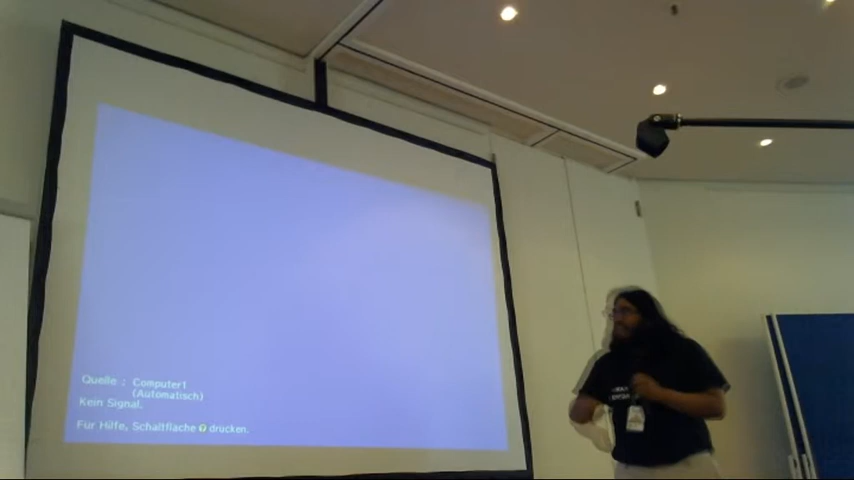 Quelle : Computer1
(Automatisch)
Kein Signal.
Für Hilfe, Schaltfläche ? drücken.